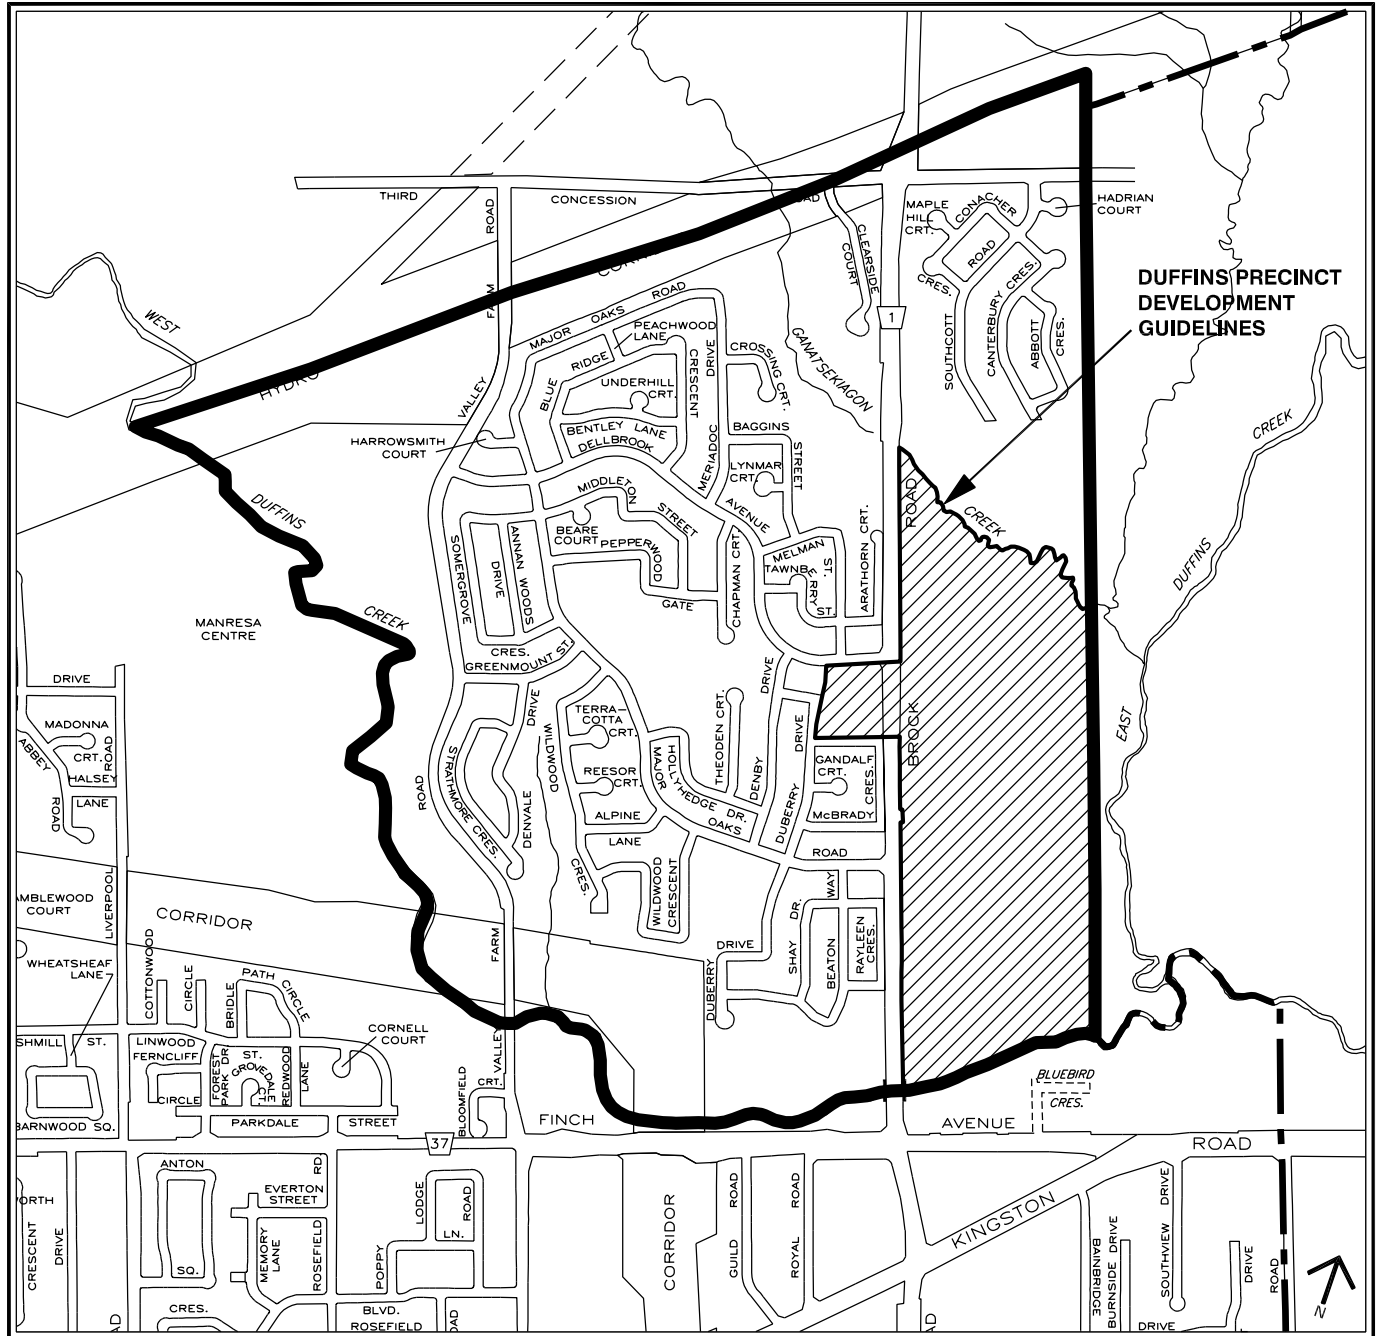 THIRD
CONCESSION
ROAD
MAPLE
HILL
CRT.
CONACHER
ROAD
CRES.
HADRIAN
COURT
CLEARSIDE
COURT
CANTERBURY CRES.
SOUTHCOTT
ABBOTT
CRES.
1
DUFFINS PRECINCT
DEVELOPMENT
GUIDELINES
WEST
HYDRO
VALLEY
FARM
MAJOR OAKS ROAD
PEACHWOOD
LANE
BLUE
RIDGE
UNDERHILL
CRT.
CRESCENT
DRIVE
CROSSING CRT.
GANATSEKIAGON
CREEK
BENTLEY LANE
DELLBROOK
MERIADOC
BAGGINS
STREET
LYNMAR
CRT.
AVENUE
HARROWSMITH
COURT
MIDDLETON
STREET
BEARE
COURT
PEPPERWOOD
GATE
CHAPMAN CRT.
MELMAN
ST.
TAWNBERRY
ST.
ARATHORN CRT.
ROAD
CREEK
DUFFINS
DUFFINS
CREEK
MANRESA
CENTRE
SOMERGROVE
DRIVE
ANNAN WOODS
CRES.
GREENMOUNT ST.
DRIVE
MADONNA
CRT.
ABBEY
ROAD
HALSEY
LANE
ROAD
DRIVE
WILDWOOD
TERRA-
COTTA
CRT.
REESOR
CRT.
ALPINE
LANE
CRES.
WILDWOOD
CRESCENT
MAJOR
HOLLYHEDGE DR.
OAKS
THEODEN CRT.
DRIVE
DENBY
DRIVE
DUBERRY
GANDALF
CRT.
CRES.
McBRADY
ROAD
BROCK
EAST
STRATHMORE CRES.
DENVALE
ROAD
SHAY
DR.
WAY
BEATON
RAYLEEN
CRES.
DRIVE
DUBERRY
AMBLEWOOD
COURT
LIVERPOOL
CORRIDOR
FARM
WHEATSHEAF
LANE
COTTONWOOD
CIRCLE
BRIDLE
PATH
CIRCLE
CORNELL
COURT
VALLEY
SHMILL
ST.
LINWOOD
FERNCLIFF
CIRCLE
FOREST
PARK DR.
ST.
GROVEDALE
CT.
REDWOOD
LANE
CRT.
BLOOMFIELD
BLUEBIRD
CRES.
BARNWOOD SQ.
PARKDALE
STREET
37
FINCH
AVENUE
ROAD
KINGSTON
ANTON
SQ.
RD.
EVERTON
STREET
MEMORY
LANE
ROSEFIELD
LODGE
ROAD
LN.
POPPY
CORRIDOR
GUILD
ROAD
ROYAL
ROAD
BAINBRIDGE
BURNSIDE DRIVE
SOUTHVIEW
DRIVE
DRIVE
ROAD
ORTH
CRESCENT
DRIVE
CRES.
BLVD.
ROSEFIELD
DRIVE
N